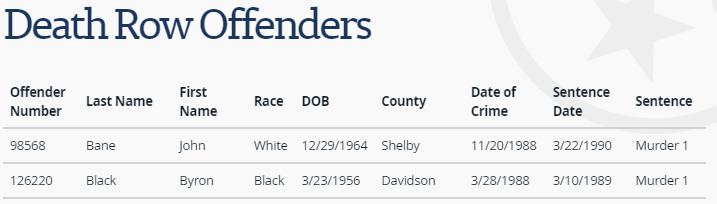 Death Row Offenders
Offender Number Last Name First Name Race DOB County Date of Crime Sentence Date Sentence
98568 Bane John White 12/29/1964 Shelby 11/20/1988 3/22/1990 Murder 1
126220 Black Byron Black 3/23/1956 Davidson 3/28/1988 3/10/1989 Murder 1